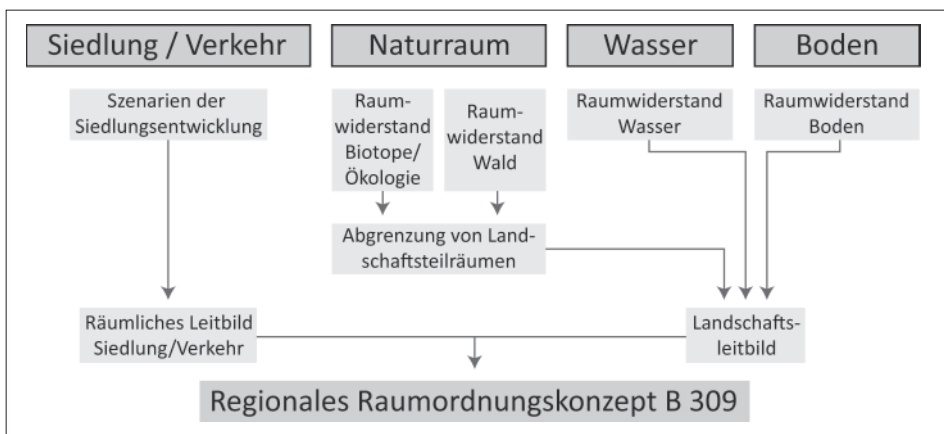 Siedlung / Verkehr
Naturraum
Wasser
Boden
Szenarien der
Siedlungsentwicklung
Raum-
widerstand
Biotope/
Ökologie
Raum-
widerstand
Wald
Raumwiderstand
Wasser
Raumwiderstand
Boden
Abgrenzung von Land-
schaftsteilräumen
Räumliches Leitbild
Siedlung/Verkehr
Landschafts-
leitbild
Regionales Raumordnungskonzept B 309